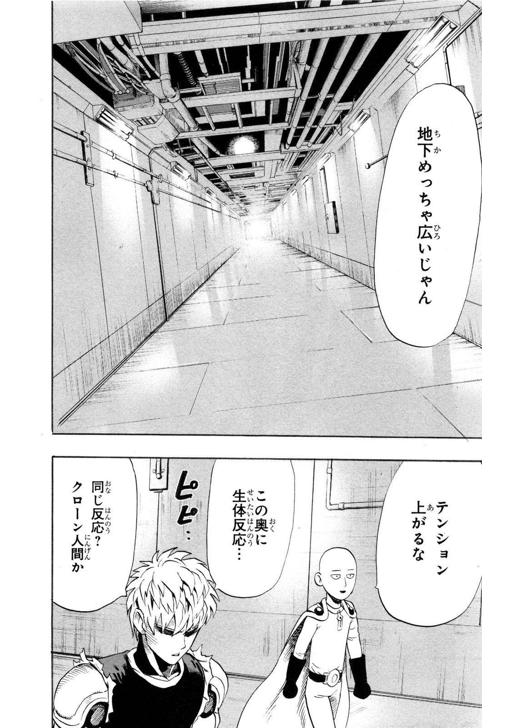 地下めっちゃ広いじゃん
テンション
上がるな
この奥に
生体反応…
ピピ…
同じ反応?
クローン人間か